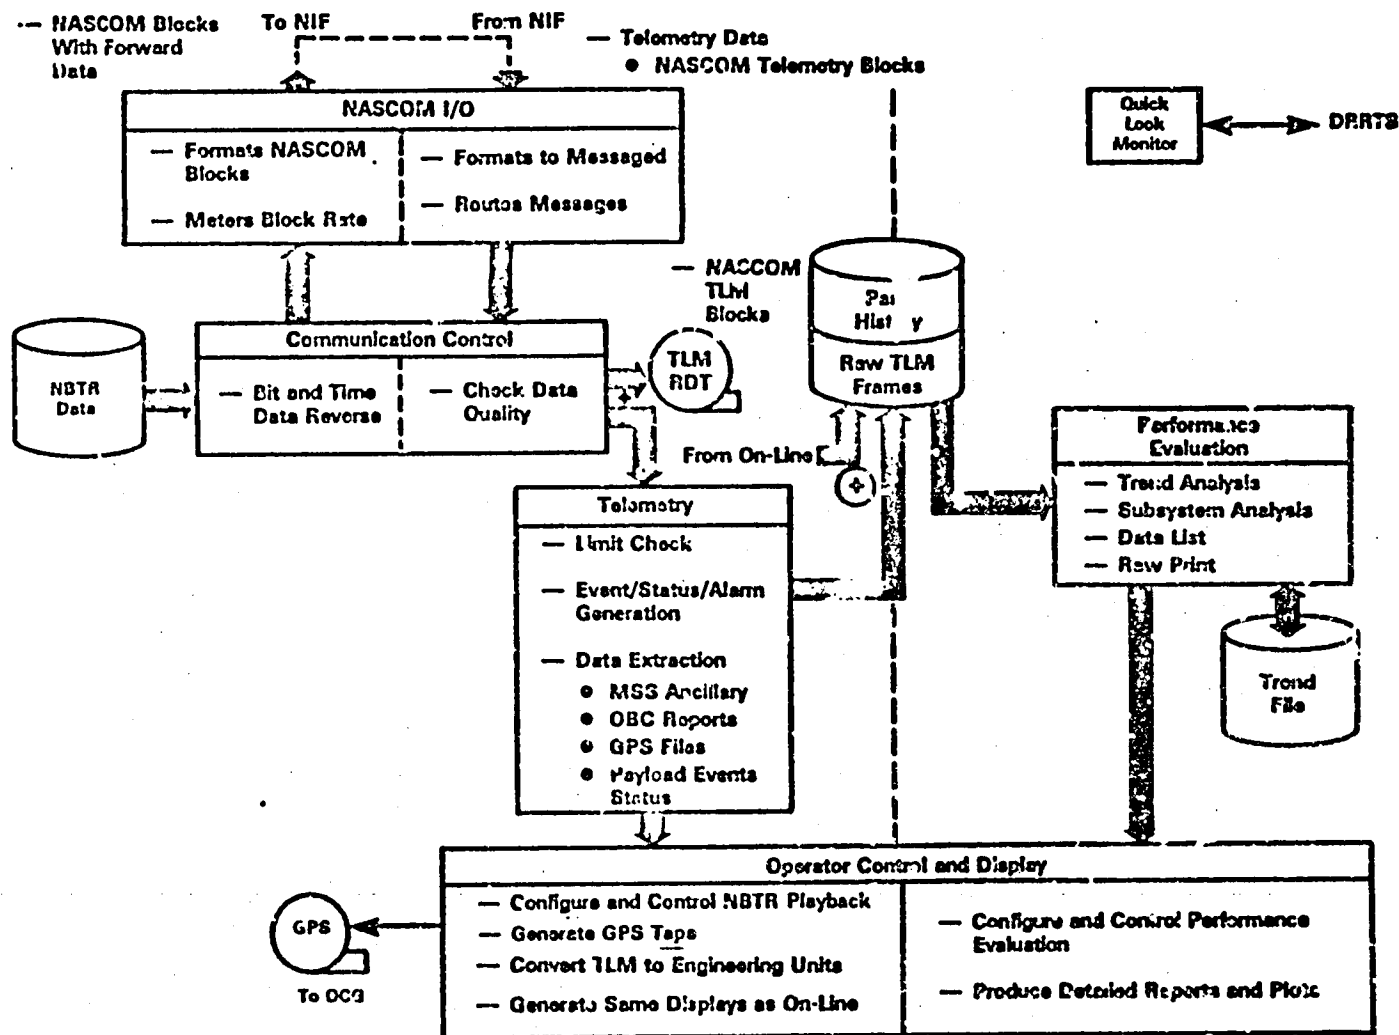 — NASCOM Blocks
With Forward
Data
To NIF
From NIF
— Telemetry Data
● NASCOM Telemetry Blocks
NASCOM I/O
— Formats NASCOM
Blocks
— Meters Block Rate
— Formats to Messaged
— Routes Messages
Quick
Look
Monitor
DRRTS
— NASCOM
TLM
Blocks
NBTR
Data
Communication Control
— Bit and Time
Data Reverse
— Check Data
Quality
TLM
RDT
Raw TLM
Frames
From On-Line
+
Performance
Evaluation
— Trend Analysis
— Subsystem Analysis
— Data List
— Raw Print
Trend
File
Telemetry
— Limit Check
— Event/Status/Alarm
Generation
— Data Extraction
● MSS Ancillary
● OBC Reports
● GPS Files
● Payload Events
Status
Operator Control and Display
— Configure and Control NBTR Playback
— Generate GPS Taps
— Convert TLM to Engineering Units
— Generate Same Displays as On-Line
— Configure and Control Performance
Evaluation
— Produce Detailed Reports and Plots
GPS
To OCG